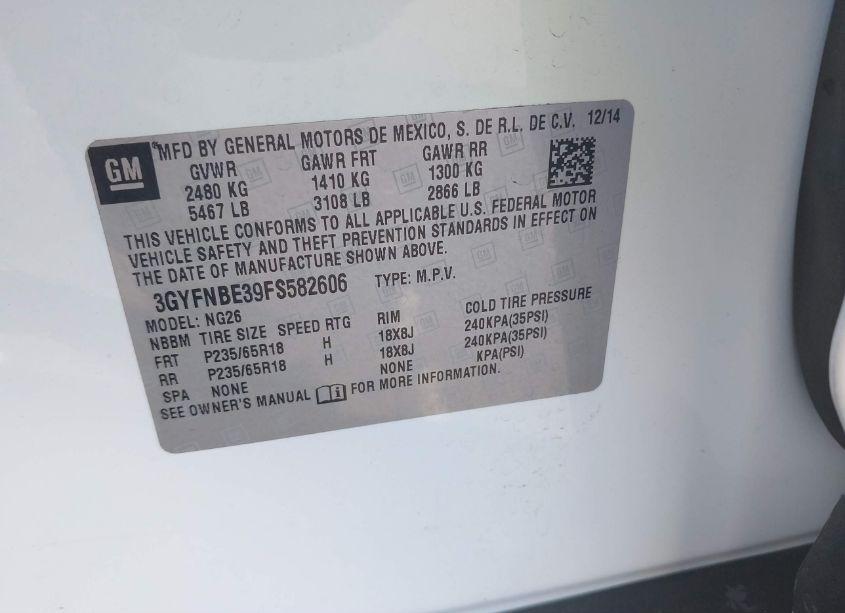 GM
MFD BY GENERAL MOTORS DE MEXICO, S. DE R.L. DE C.V. 12/14
GVWR GAWR FRT GAWR RR
2480 KG 1410 KG 1300 KG
5467 LB 3108 LB 2866 LB
THIS VEHICLE CONFORMS TO ALL APPLICABLE U.S. FEDERAL MOTOR
VEHICLE SAFETY AND THEFT PREVENTION STANDARDS IN EFFECT ON
THE DATE OF MANUFACTURE SHOWN ABOVE.
3GYFNBE39FS582606 TYPE: M.P.V.
MODEL: NG26
NBBM TIRE SIZE SPEED RTG RIM COLD TIRE PRESSURE
FRT P235/65R18 H 18X8J 240KPA(35PSI)
RR P235/65R18 H 18X8J 240KPA(35PSI)
SPA NONE NONE KPA(PSI)
SEE OWNER'S MANUAL FOR MORE INFORMATION.